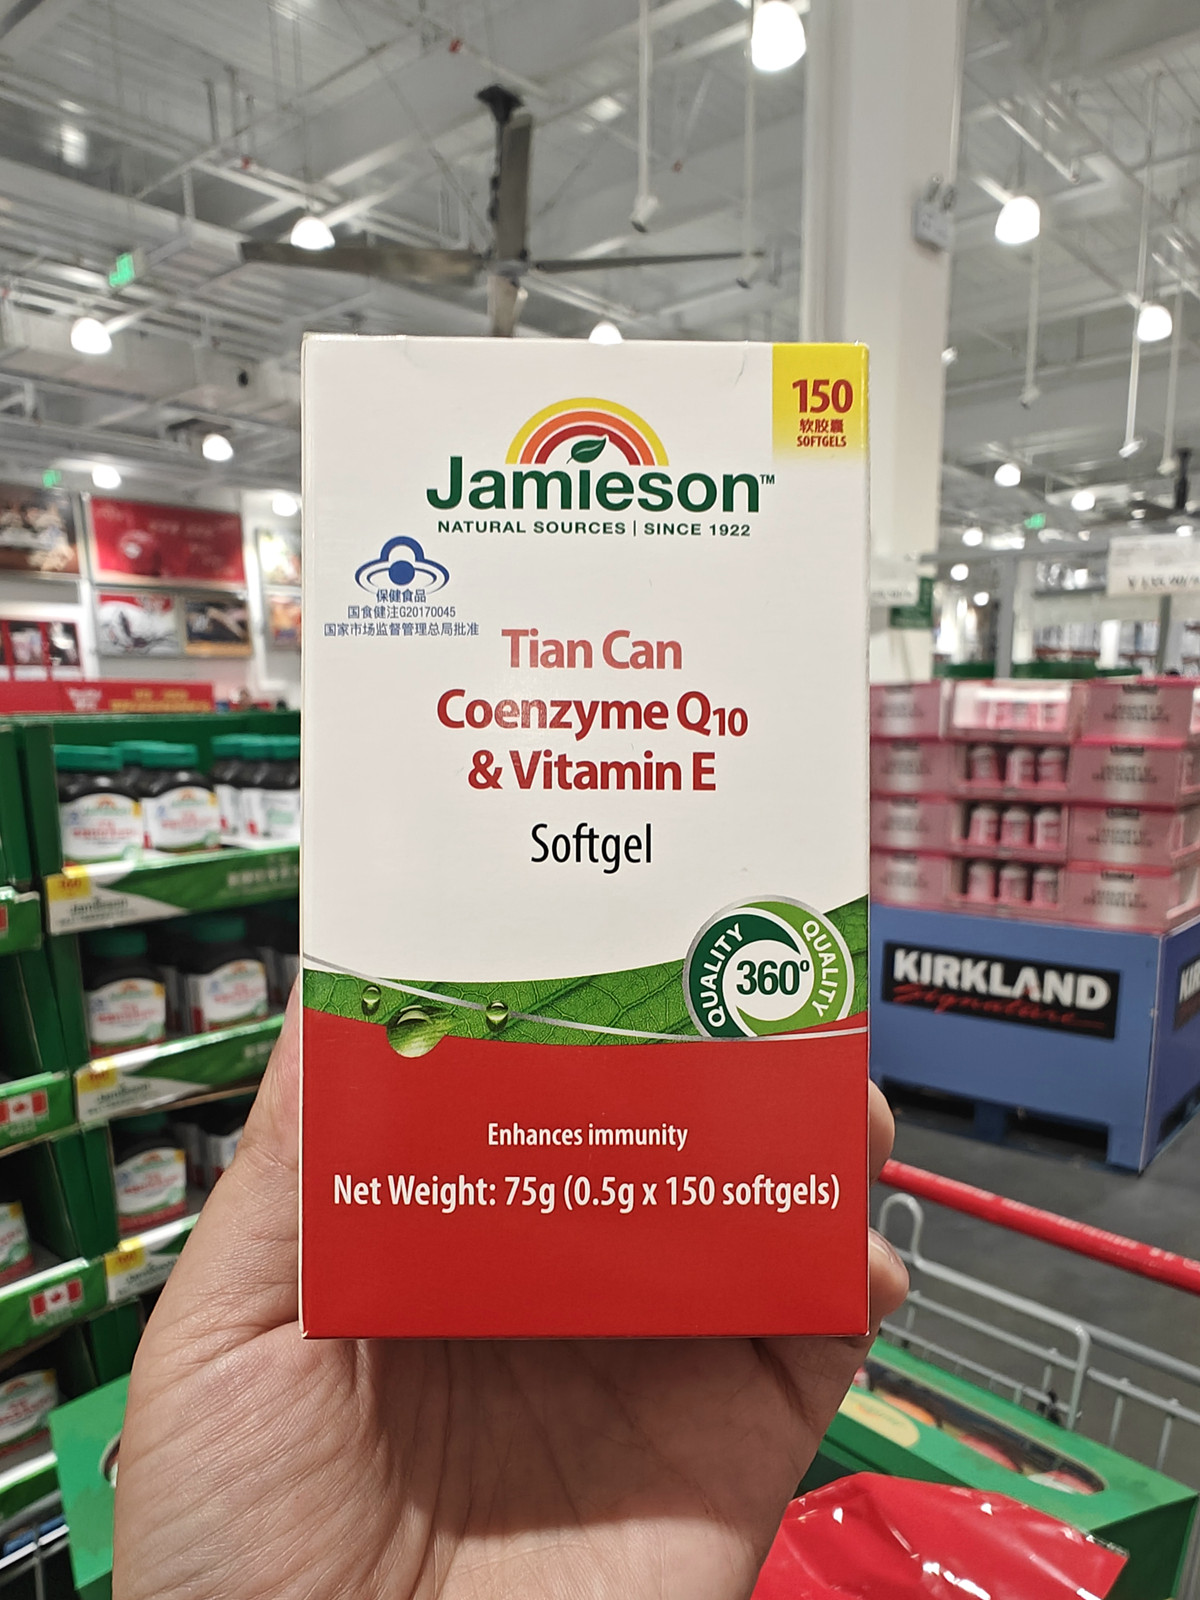 150
软胶囊
SOFTGELS
Jamieson™
NATURAL SOURCES | SINCE 1922
保健食品
国食健注G20170045
国家市场监督管理总局批准
Tian Can
Coenzyme Q10
& Vitamin E
Softgel
QUALITY 360° QUALITY
Enhances immunity
Net Weight: 75g (0.5g x 150 softgels)
KIRKLAND
Signature
Jamieson